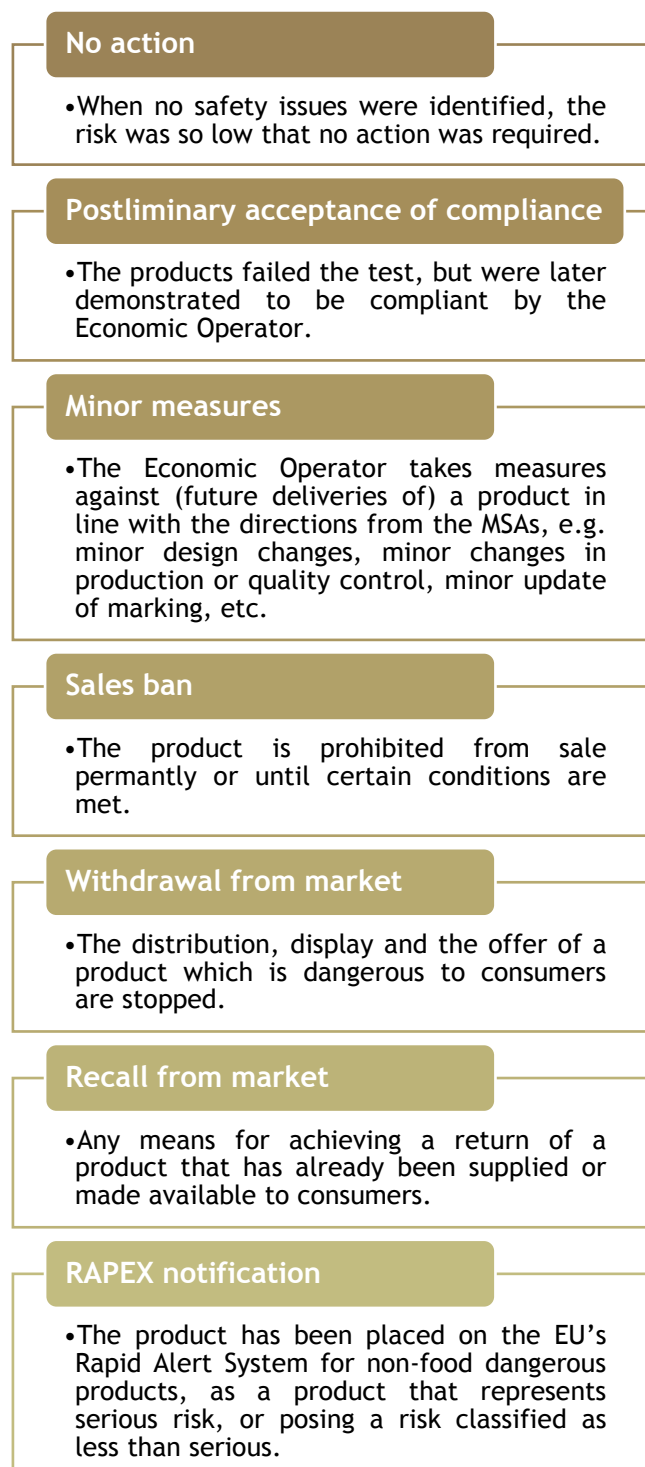 No action
•When no safety issues were identified, the
risk was so low that no action was required.
Postliminary acceptance of compliance
•The products failed the test, but were later
demonstrated to be compliant by the
Economic Operator.
Minor measures
•The Economic Operator takes measures
against (future deliveries of) a product in
line with the directions from the MSAs, e.g.
minor design changes, minor changes in
production or quality control, minor update
of marking, etc.
Sales ban
•The product is prohibited from sale
permantly or until certain conditions are
met.
Withdrawal from market
•The distribution, display and the offer of a
product which is dangerous to consumers
are stopped.
Recall from market
•Any means for achieving a return of a
product that has already been supplied or
made available to consumers.
RAPEX notification
•The product has been placed on the EU’s
Rapid Alert System for non-food dangerous
products, as a product that represents
serious risk, or posing a risk classified as
less than serious.